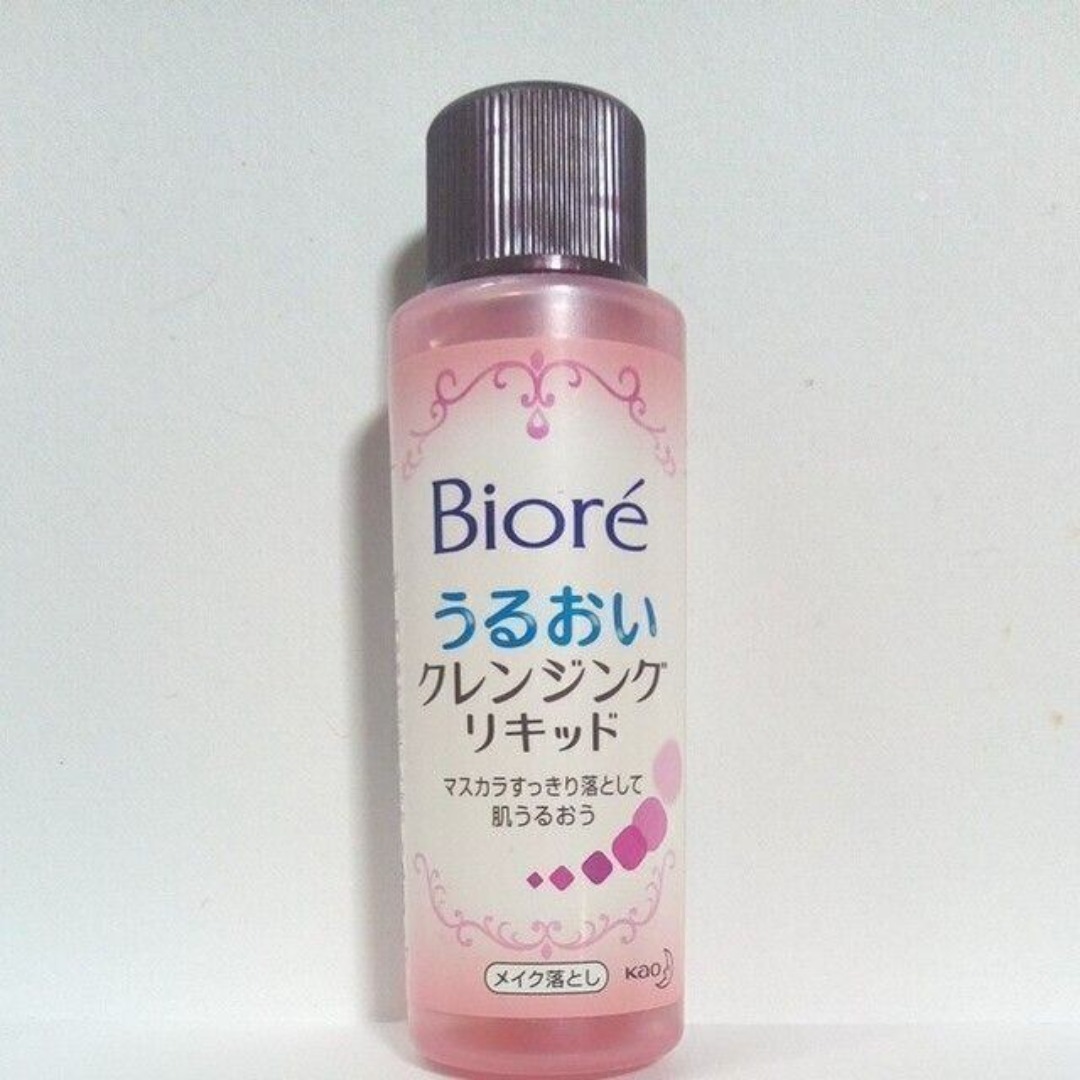 Bioré
うるおい
クレンジング
リキッド
マスカラすっきり落として
肌うるおう
メイク落とし
Kao